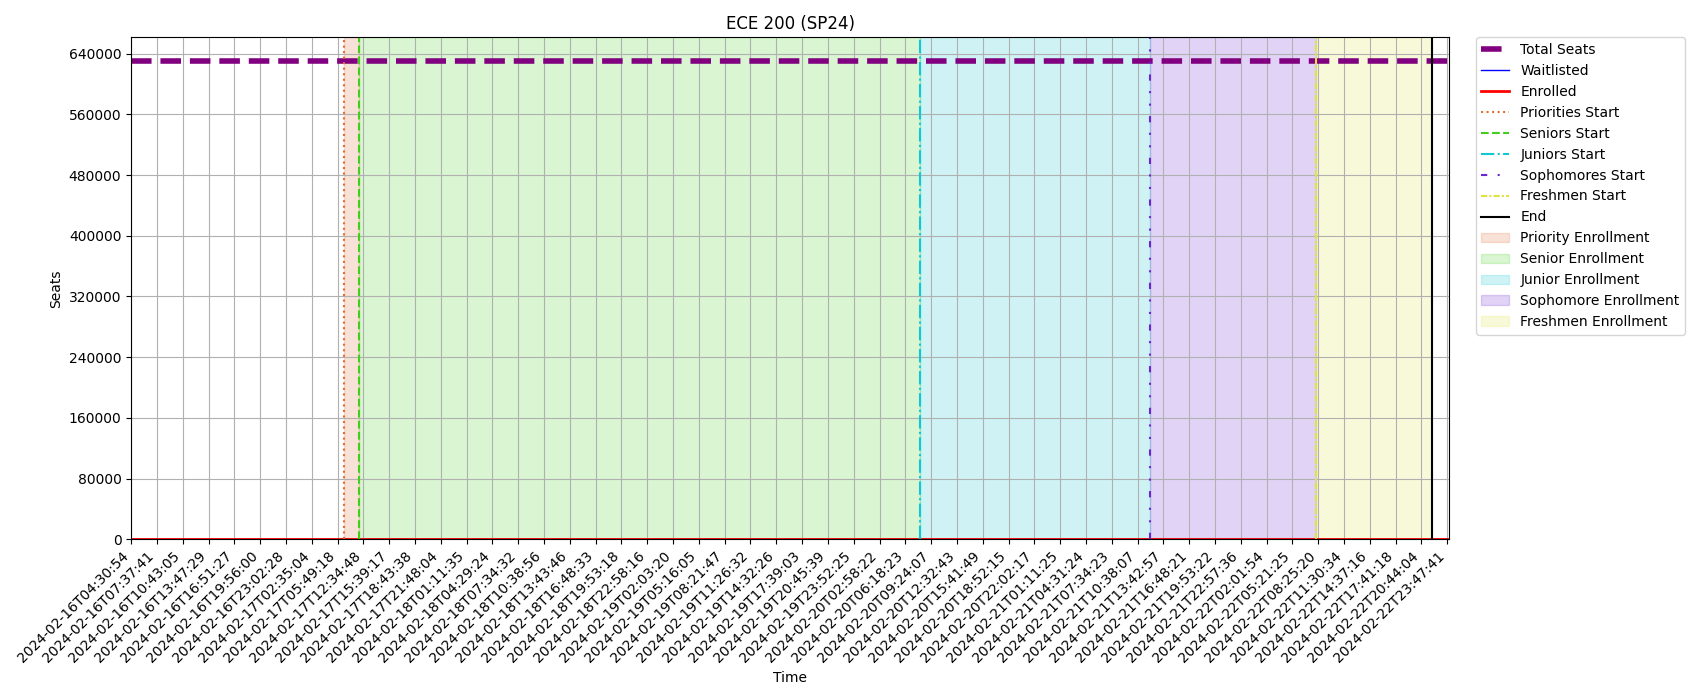 ECE 200 (SP24)
Seats
640000
560000
480000
400000
320000
240000
160000
80000
0
2024-02-16T04:30:54
2024-02-16T07:37:41
2024-02-16T10:43:05
2024-02-16T13:47:29
2024-02-16T16:51:27
2024-02-16T19:56:00
2024-02-16T23:02:28
2024-02-17T02:35:04
2024-02-17T05:49:18
2024-02-17T12:34:48
2024-02-17T15:39:17
2024-02-17T18:43:38
2024-02-17T21:48:04
2024-02-18T01:11:35
2024-02-18T04:29:24
2024-02-18T07:34:32
2024-02-18T10:38:56
2024-02-18T13:43:46
2024-02-18T16:48:33
2024-02-18T19:53:18
2024-02-18T22:58:16
2024-02-19T02:03:20
2024-02-19T05:16:05
2024-02-19T08:21:47
2024-02-19T11:26:32
2024-02-19T14:32:26
2024-02-19T17:39:03
2024-02-19T20:45:39
2024-02-19T23:52:25
2024-02-20T02:58:22
2024-02-20T06:18:23
2024-02-20T09:24:07
2024-02-20T12:32:43
2024-02-20T15:41:49
2024-02-20T18:52:15
2024-02-20T22:02:17
2024-02-21T01:11:25
2024-02-21T04:31:24
2024-02-21T07:34:23
2024-02-21T10:38:07
2024-02-21T13:42:57
2024-02-21T16:48:21
2024-02-21T19:53:22
2024-02-21T22:57:36
2024-02-22T02:01:54
2024-02-22T05:21:25
2024-02-22T08:25:20
2024-02-22T11:30:34
2024-02-22T14:37:16
2024-02-22T17:41:18
2024-02-22T20:44:04
2024-02-22T23:47:41
Time
Total Seats
Waitlisted
Enrolled
Priorities Start
Seniors Start
Juniors Start
Sophomores Start
Freshmen Start
End
Priority Enrollment
Senior Enrollment
Junior Enrollment
Sophomore Enrollment
Freshmen Enrollment